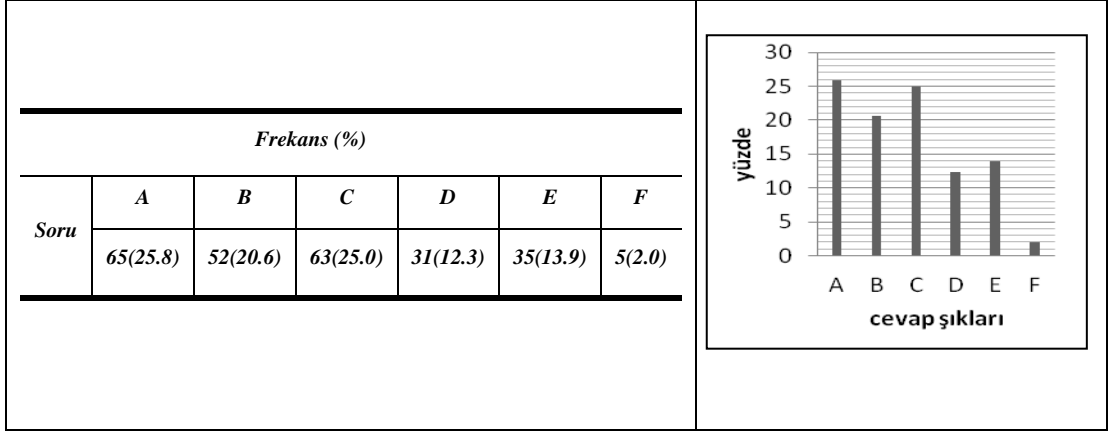 Frekans (%)
Soru
A B C D E F
65(25.8) 52(20.6) 63(25.0) 31(12.3) 35(13.9) 5(2.0)
30
25
20
15
10
5
0
yüzde
A B C D E F
cevap şıkları